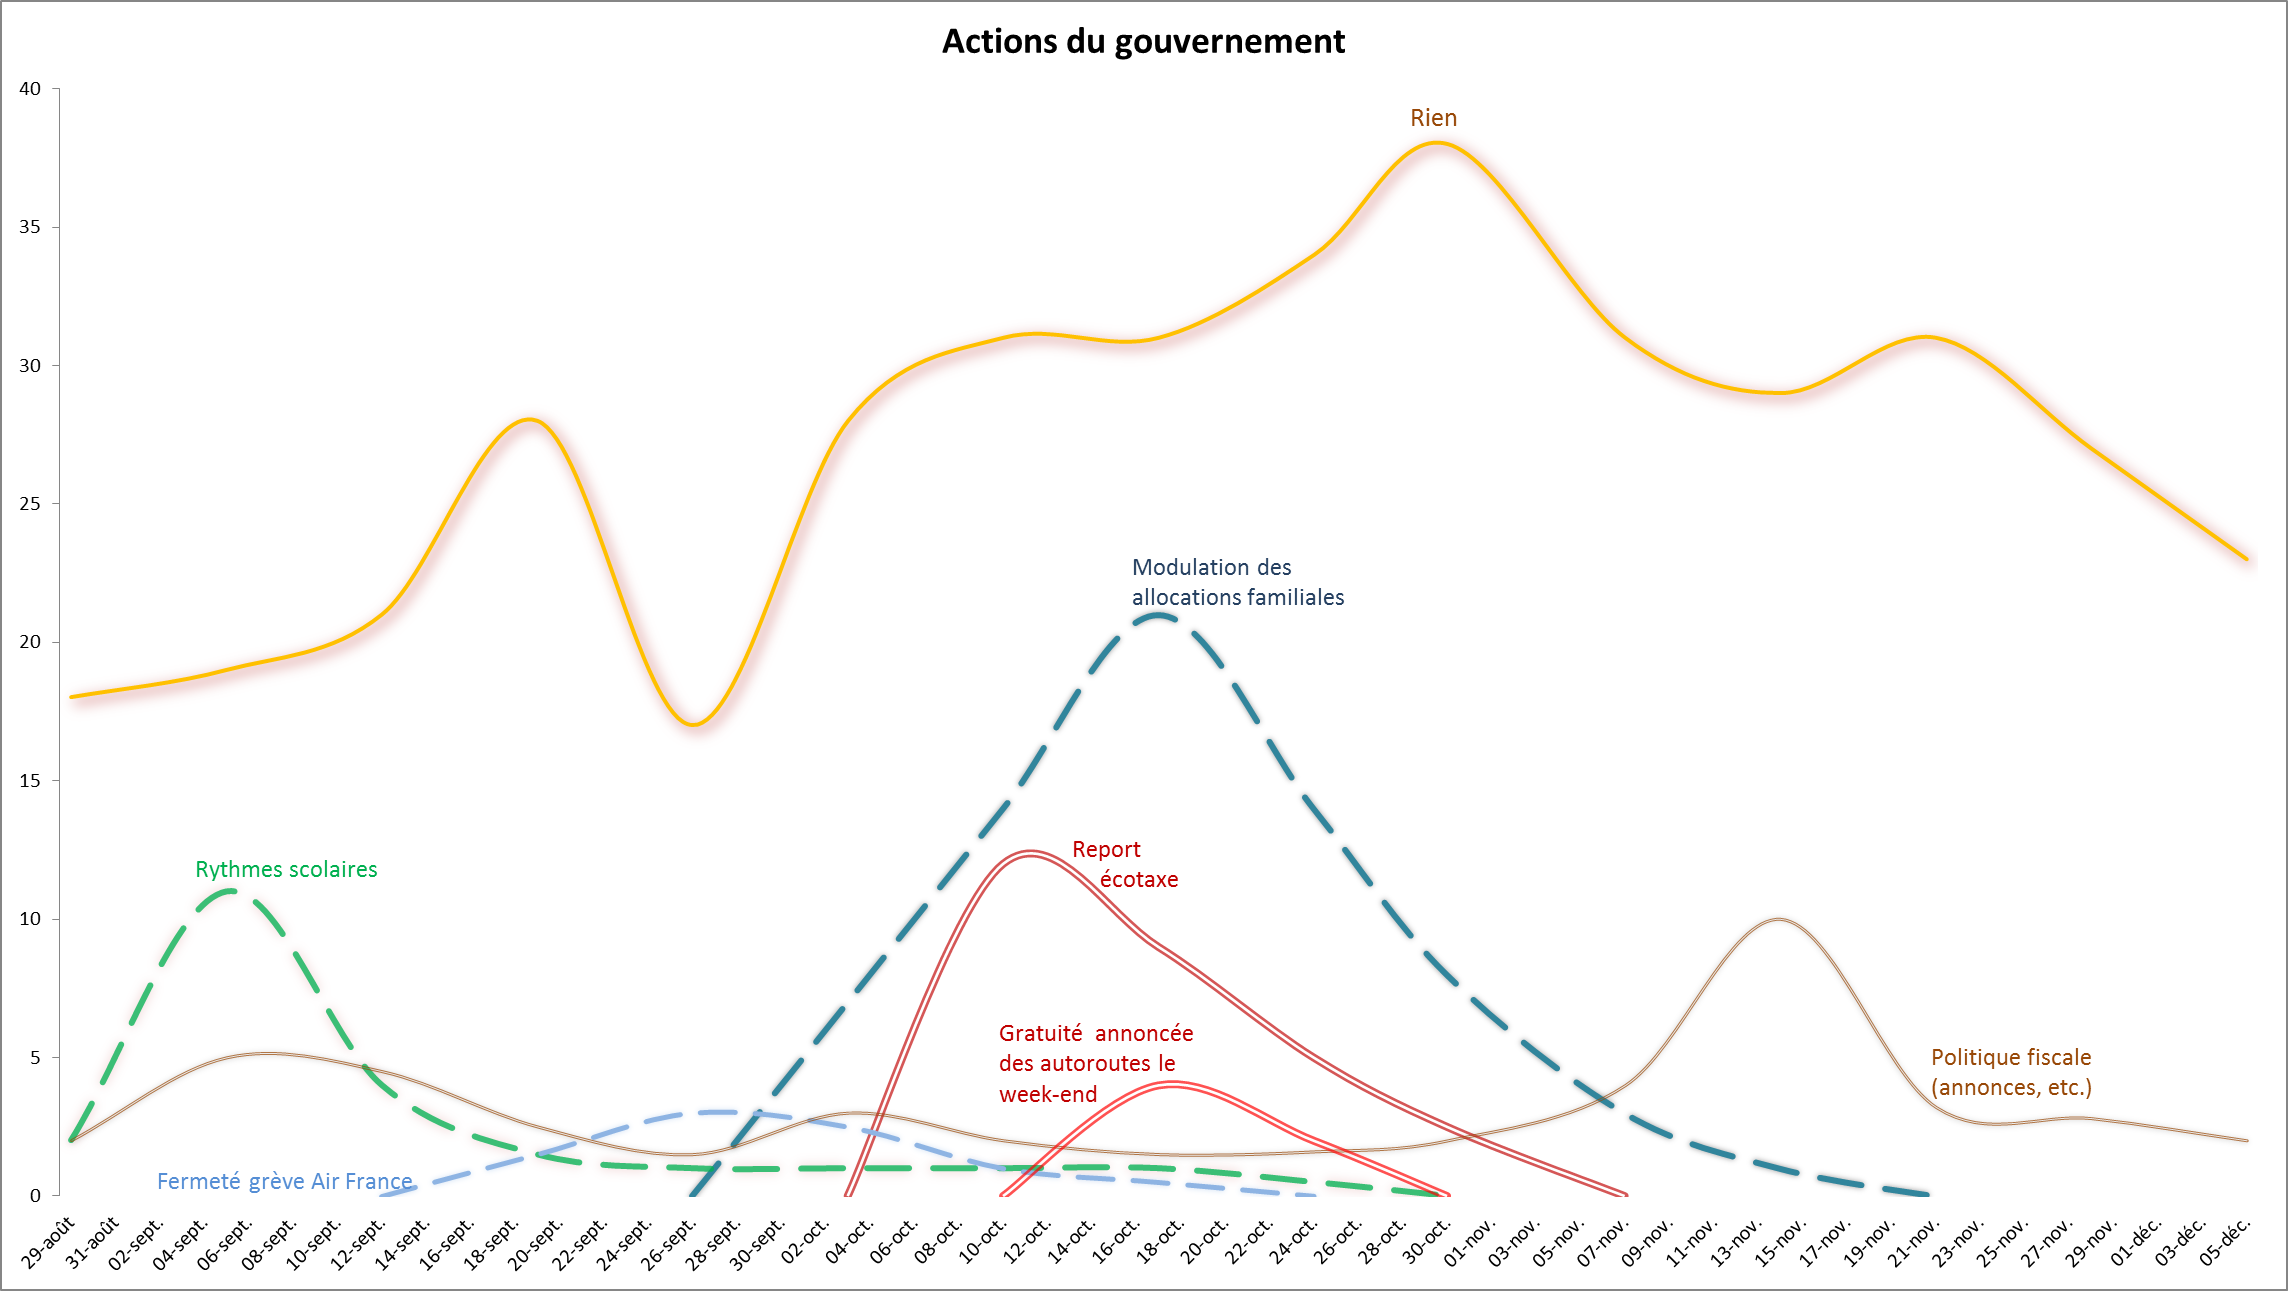 Actions du gouvernement
40
35
30
25
20
15
10
5
0
Rien
Modulation des
allocations familiales
Report
écotaxe
Rythmes scolaires
Gratuité annoncée
des autoroutes le
week-end
Politique fiscale
(annonces, etc.)
Fermeté grève Air France
29-août
31-août
02-sept.
04-sept.
06-sept.
08-sept.
10-sept.
12-sept.
14-sept.
16-sept.
18-sept.
20-sept.
22-sept.
24-sept.
26-sept.
28-sept.
30-sept.
02-oct.
04-oct.
06-oct.
08-oct.
10-oct.
12-oct.
14-oct.
16-oct.
18-oct.
20-oct.
22-oct.
24-oct.
26-oct.
28-oct.
30-oct.
01-nov.
03-nov.
05-nov.
07-nov.
09-nov.
11-nov.
13-nov.
15-nov.
17-nov.
19-nov.
21-nov.
23-nov.
25-nov.
27-nov.
29-nov.
01-déc.
03-déc.
05-déc.